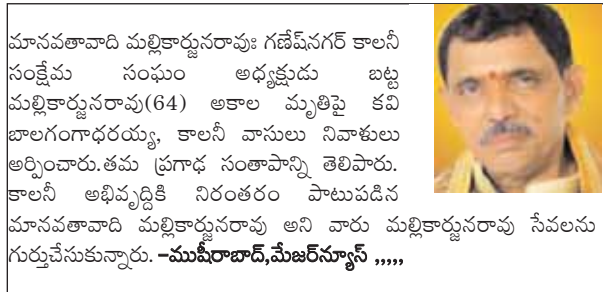 మానవతావాది మల్లికార్జునరావుః గణేష్‌నగర్ కాలనీ
సంక్షేమ సంఘం అధ్యక్షుడు బట్ట
మల్లికార్జునరావు(64) అకాల మృతిపై కవి
బాలగంగాధరయ్య, కాలనీ వాసులు నివాళులు
అర్పించారు.తమ ప్రగాఢ సంతాపాన్ని తెలిపారు.
కాలనీ అభివృద్దికి నిరంతరం పాటుపడిన
మానవతావాది మల్లికార్జునరావు అని వారు మల్లికార్జునరావు సేవలను
గుర్తుచేసుకున్నారు. –ముషీరాబాద్,మేజర్‌న్యూస్ ,,,,,